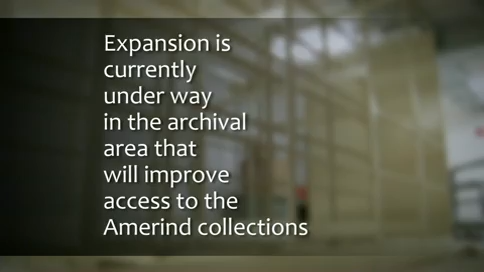 Expansion is
currently
under way
in the archival
area that
will improve
access to the
Amerind collections